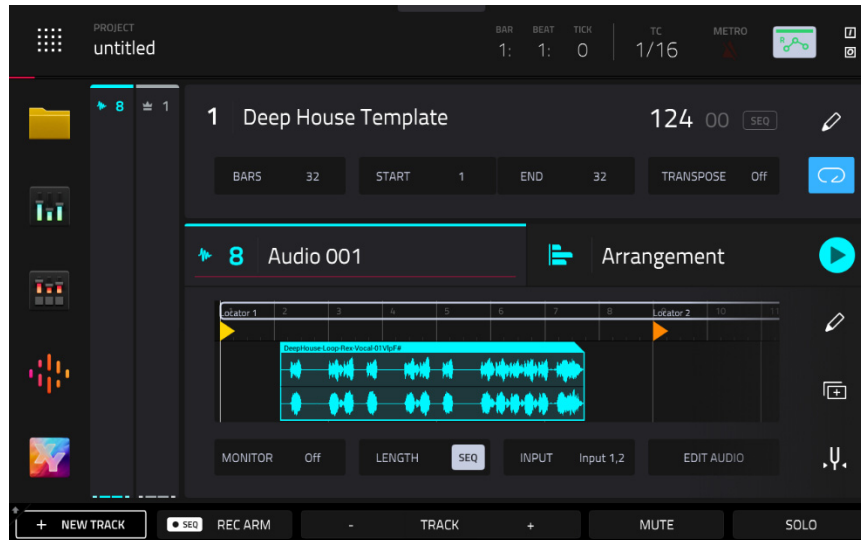 PROJECT
untitled
BAR BEAT TICK
1: 1: 0
TC
1/16
METRO
R
8 1
1 Deep House Template
124 00 SEQ
BARS 32 START 1 END 32 TRANSPOSE Off
8 Audio 001
Arrangement
Locator 1 2 3 4 5 6 7 8 Locator 2 10 11
DeepHouse-Loop-Rex-Vocal-01VlpF#
MONITOR Off LENGTH SEQ INPUT Input 1,2 EDIT AUDIO
XY
+ NEW TRACK SEQ REC ARM - TRACK + MUTE SOLO